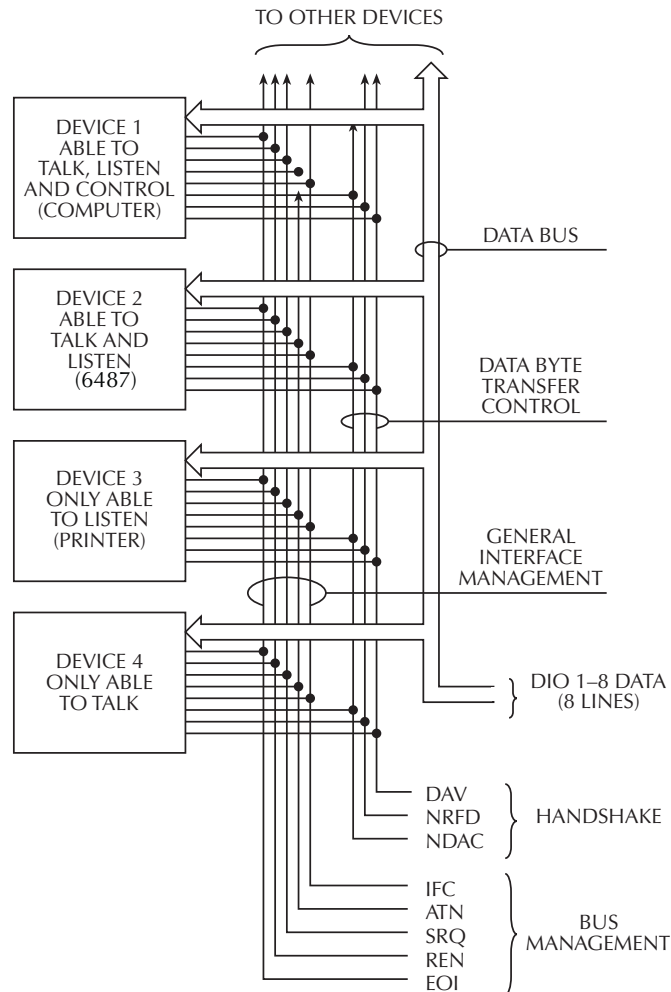 TO OTHER DEVICES
DEVICE 1
ABLE TO
TALK, LISTEN
AND CONTROL
(COMPUTER)
DATA BUS
DEVICE 2
ABLE TO
TALK AND
LISTEN
(6487)
DATA BYTE
TRANSFER
CONTROL
DEVICE 3
ONLY ABLE
TO LISTEN
(PRINTER)
GENERAL
INTERFACE
MANAGEMENT
DEVICE 4
ONLY ABLE
TO TALK
DIO 1–8 DATA
(8 LINES)
DAV
NRFD
NDAC
HANDSHAKE
IFC
ATN
SRQ
REN
EOI
BUS
MANAGEMENT